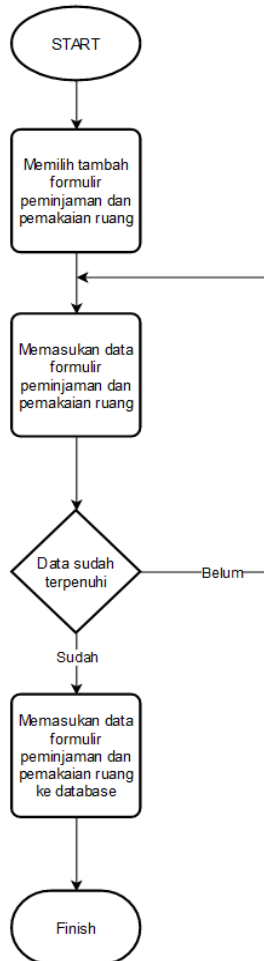 START
Memilih tambah
formulir
peminjaman dan
pemakaian ruang
Memasukan data
formulir
peminjaman dan
pemakaian ruang
Data sudah
terpenuhi
Belum
Sudah
Memasukan data
formulir
peminjaman dan
pemakaian ruang
ke database
Finish